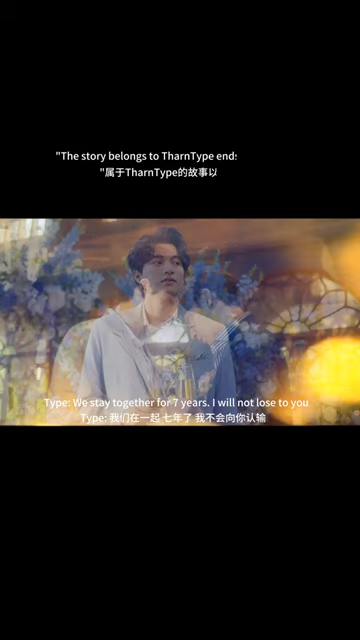 "The story belongs to TharnType ends
"属于TharnType的故事以
Type: We stay together for 7 years. I will not lose to you
Type: 我们在一起 七年了 我不会向你认输